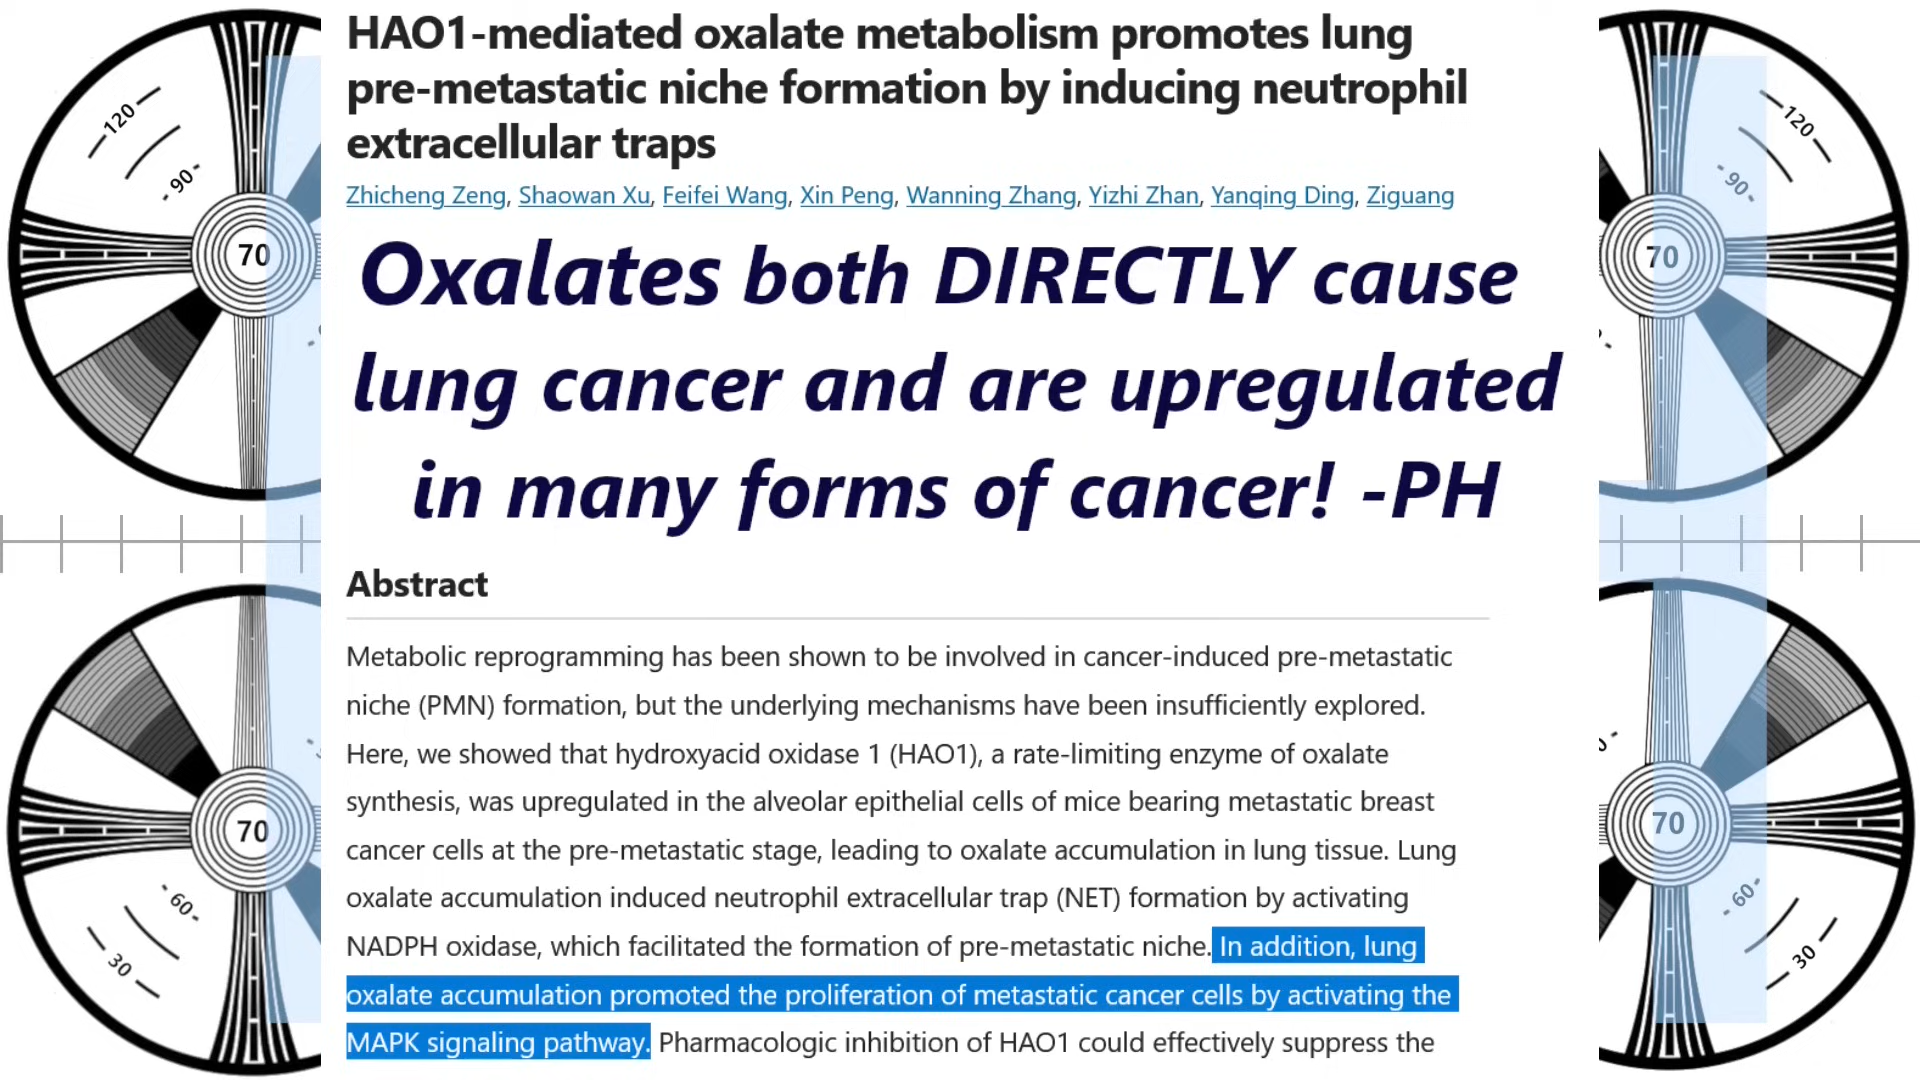 HAO1-mediated oxalate metabolism promotes lung
pre-metastatic niche formation by inducing neutrophil
extracellular traps
Zhicheng Zeng, Shaowan Xu, Feifei Wang, Xin Peng, Wanning Zhang, Yizhi Zhan, Yanqing Ding, Ziguang
Oxalates both DIRECTLY cause
lung cancer and are upregulated
in many forms of cancer! -PH
Abstract
Metabolic reprogramming has been shown to be involved in cancer-induced pre-metastatic
niche (PMN) formation, but the underlying mechanisms have been insufficiently explored.
Here, we showed that hydroxyacid oxidase 1 (HAO1), a rate-limiting enzyme of oxalate
synthesis, was upregulated in the alveolar epithelial cells of mice bearing metastatic breast
cancer cells at the pre-metastatic stage, leading to oxalate accumulation in lung tissue. Lung
oxalate accumulation induced neutrophil extracellular trap (NET) formation by activating
NADPH oxidase, which facilitated the formation of pre-metastatic niche. In addition, lung
oxalate accumulation promoted the proliferation of metastatic cancer cells by activating the
MAPK signaling pathway. Pharmacologic inhibition of HAO1 could effectively suppress the
120
-90-
70
120
-90-
70
70
-60-
30
70
-60-
30